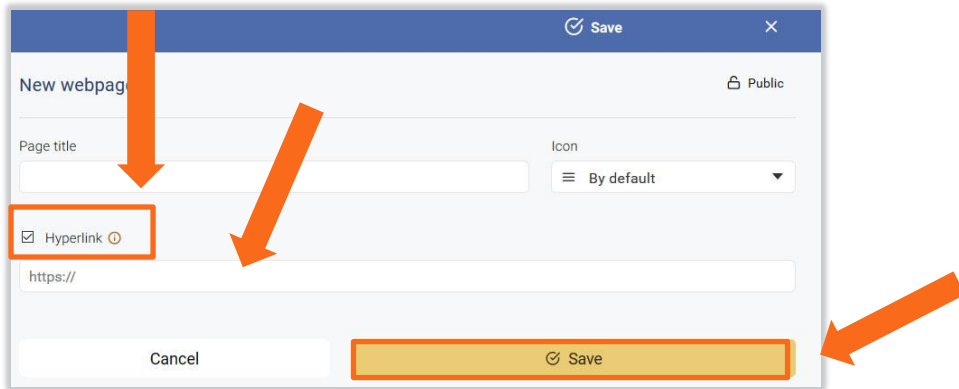 Save
New webpage
Public
Page title
Icon
By default
Hyperlink
https://
Cancel
Save